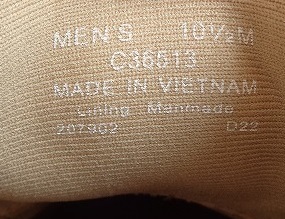 MEN'S 10½M
C36513
MADE IN VIETNAM
Lining Manmade
207902 D22